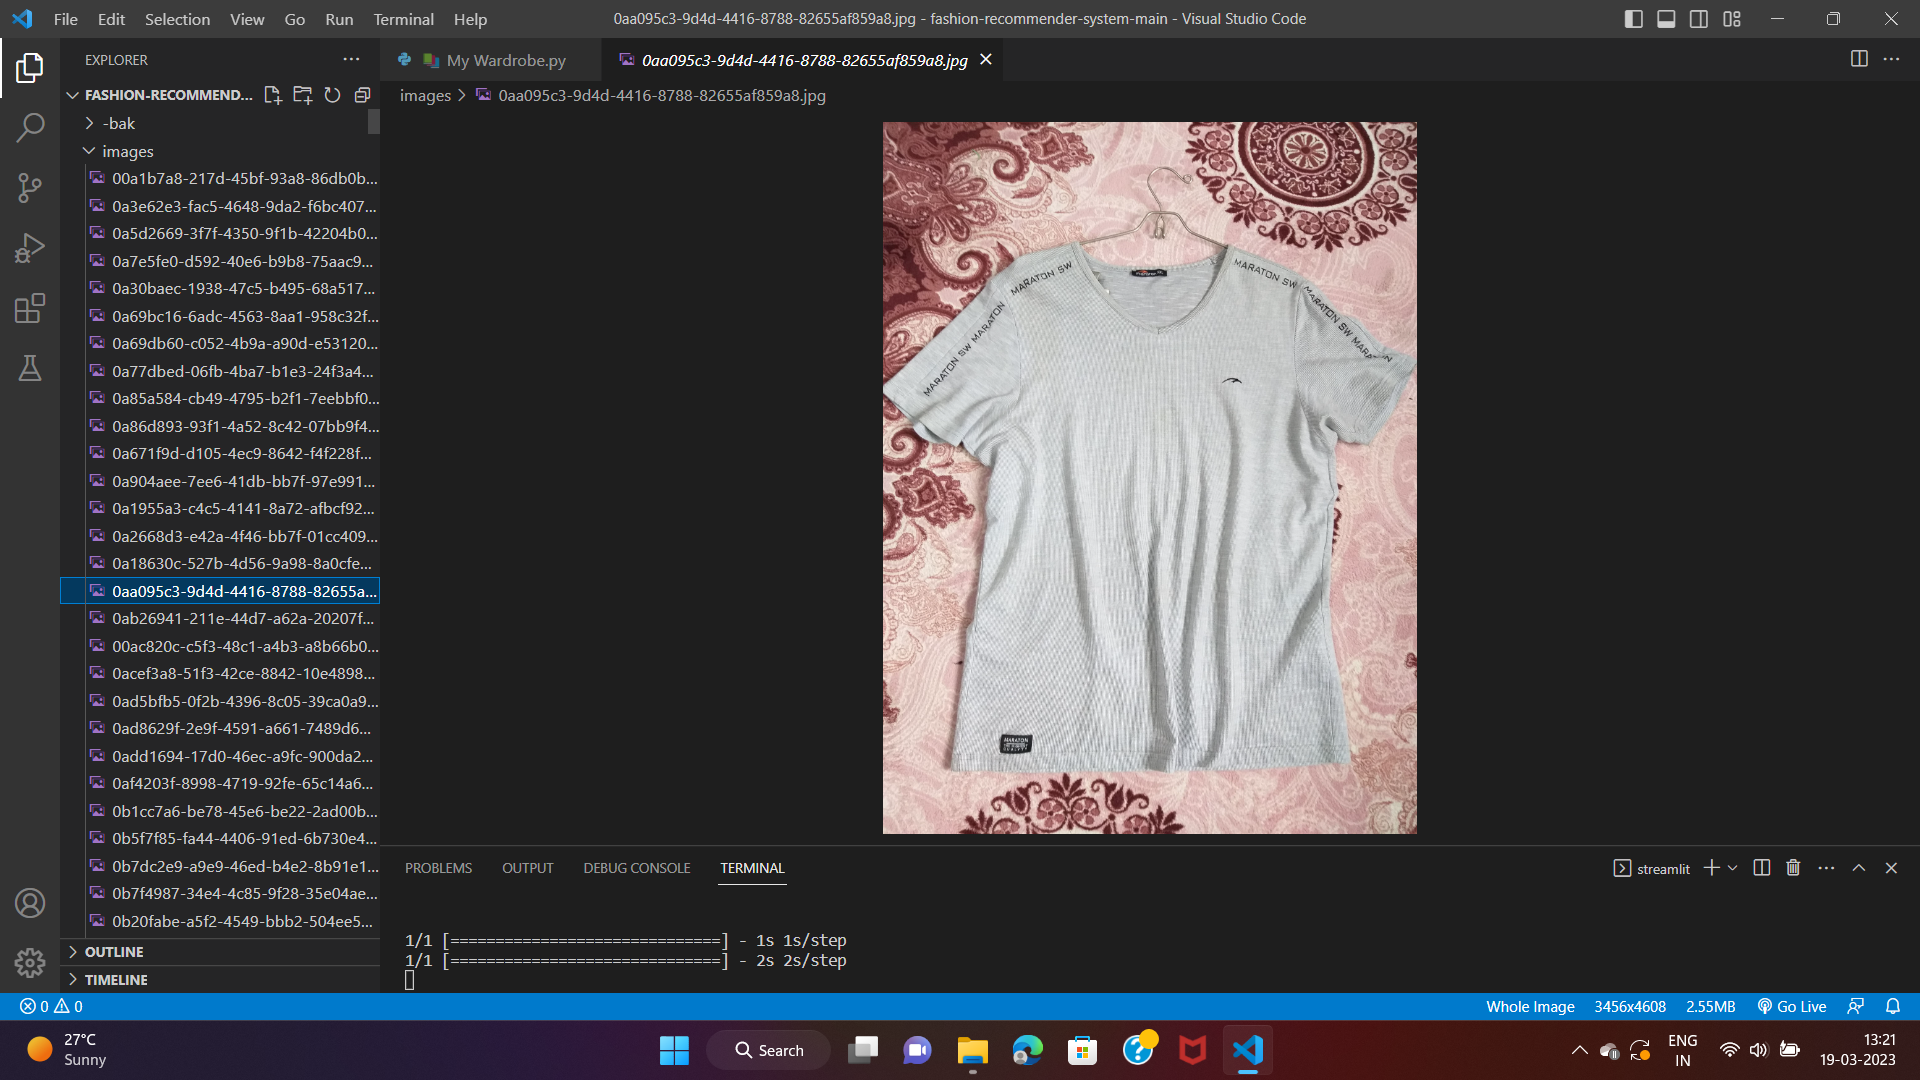 File Edit Selection View Go Run Terminal Help
0aa095c3-9d4d-4416-8788-82655af859a8.jpg - fashion-recommender-system-main - Visual Studio Code
EXPLORER
FASHION-RECOMMEND...
-bak
images
00a1b7a8-217d-45bf-93a8-86db0b...
0a3e62e3-fac5-4648-9da2-f6bc407...
0a5d2669-3f7f-4350-9f1b-42204b0...
0a7e5fe0-d592-40e6-b9b8-75aac9...
0a30baec-1938-47c5-b495-68a517...
0a69bc16-6adc-4563-8aa1-958c32f...
0a69db60-c052-4b9a-a90d-e53120...
0a77dbed-06fb-4ba7-b1e3-24f3a4...
0a85a584-cb49-4795-b2f1-7eebbf0...
0a86d893-93f1-4a52-8c42-07bb9f4...
0a671f9d-d105-4ec9-8642-f4f228f...
0a904aee-7ee6-41db-bb7f-97e991...
0a1955a3-c4c5-4141-8a72-afbcf92...
0a2668d3-e42a-4f46-bb7f-01cc409...
0a18630c-527b-4d56-9a98-8a0cfe...
0aa095c3-9d4d-4416-8788-82655a...
0ab26941-211e-44d7-a62a-20207f...
00ac820c-c5f3-48c1-a4b3-a8b66b0...
0acef3a8-51f3-42ce-8842-10e4898...
0ad5bfb5-0f2b-4396-8c05-39ca0a9...
0ad8629f-2e9f-4591-a661-7489d6...
0add1694-17d0-46ec-a9fc-900da2...
0af4203f-8998-4719-92fe-65c14a6...
0b1cc7a6-be78-45e6-be22-2ad00b...
0b5f7f85-fa44-4406-91ed-6b730e4...
0b7dc2e9-a9e9-46ed-b4e2-8b91e1...
0b7f4987-34e4-4c85-9f28-35e04ae...
0b20fabe-a5f2-4549-bbb2-504ee5...
OUTLINE
TIMELINE
My Wardrobe.py
0aa095c3-9d4d-4416-8788-82655af859a8.jpg
images > 0aa095c3-9d4d-4416-8788-82655af859a8.jpg
MARATON SW
MARATON SW MARATON
MARATON SW
MARATON SW MARATON
MARATON
PROBLEMS OUTPUT DEBUG CONSOLE TERMINAL
streamlit
1/1 [==============================] - 1s 1s/step
1/1 [==============================] - 2s 2s/step
0 0
Whole Image 3456x4608 2.55MB Go Live
27°C
Sunny
Search
ENG
IN
13:21
19-03-2023